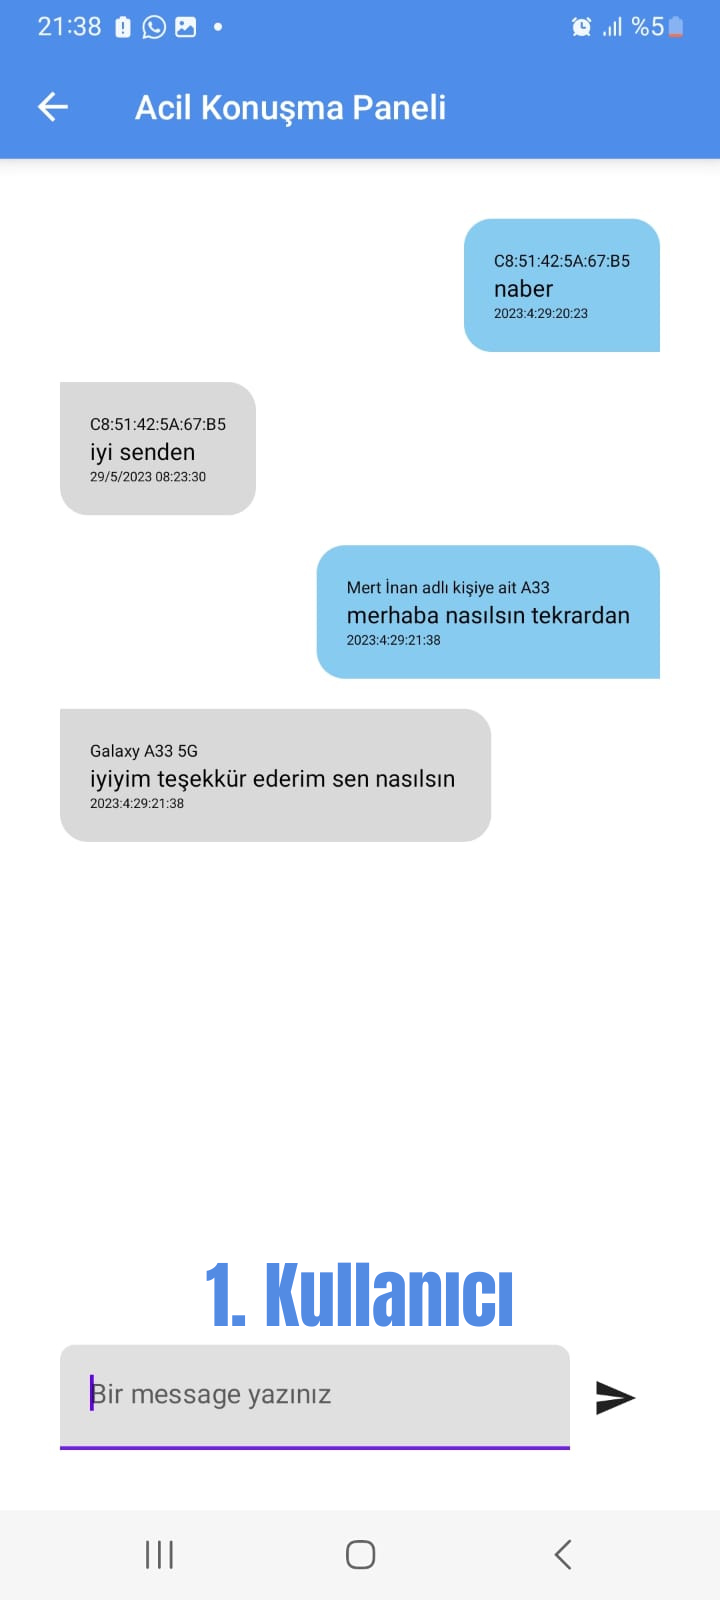 21:38 %5
Acil Konuşma Paneli
C8:51:42:5A:67:B5
naber
2023:4:29:20:23
C8:51:42:5A:67:B5
iyi senden
29/5/2023 08:23:30
Mert İnan adlı kişiye ait A33
merhaba nasılsın tekrardan
2023:4:29:21:38
Galaxy A33 5G
iyiyim teşekkür ederim sen nasılsın
2023:4:29:21:38
1. Kullanıcı
Bir message yazınız